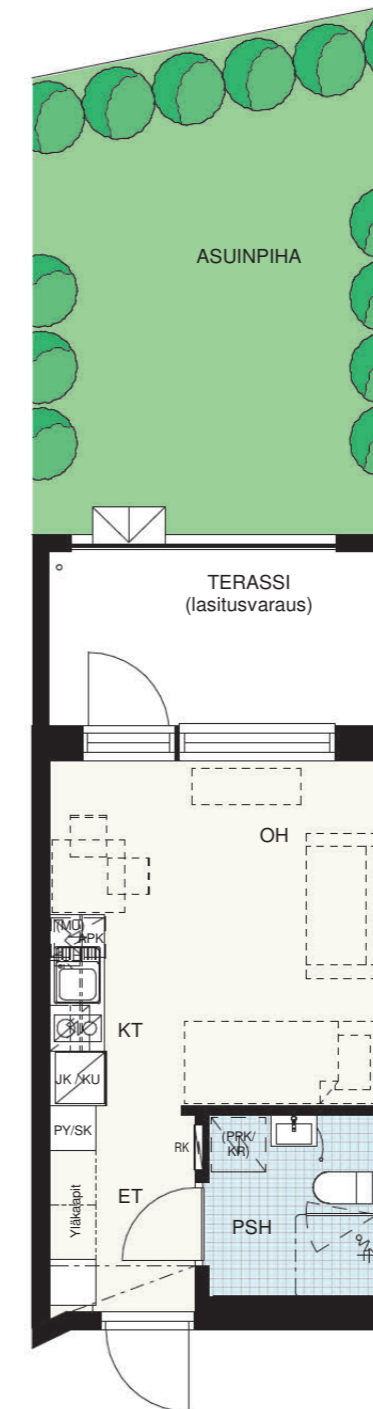 ASUINPIHA
TERASSI
(lasitusvaraus)
OH
(MU)
APK
KT
JK / KU
PY/SK
RK
(PRK/
KR)
Yläkaapit
ET
PSH